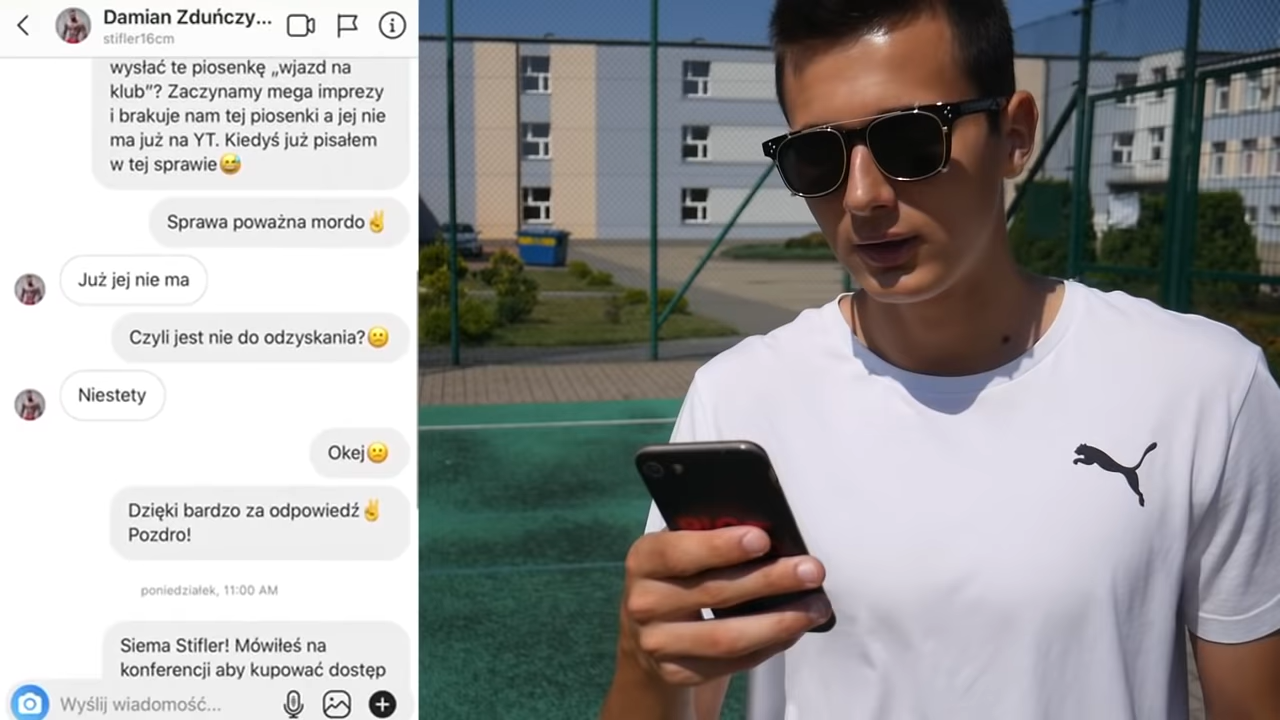 Damian Zduńczy...
stifler16cm
wysłać te piosenkę „wjazd na
klub”? Zaczynamy mega imprezy
i brakuje nam tej piosenki a jej nie
ma już na YT. Kiedyś już pisałem
w tej sprawie😅
Sprawa poważna mordo✌️
Już jej nie ma
Czyli jest nie do odzyskania?😕
Niestety
Okej😕
Dzięki bardzo za odpowiedź✌️
Pozdro!
poniedziałek, 11:00 AM
Siema Stifler! Mówiłeś na
konferencji aby kupować dostęp
Wyślij wiadomość...